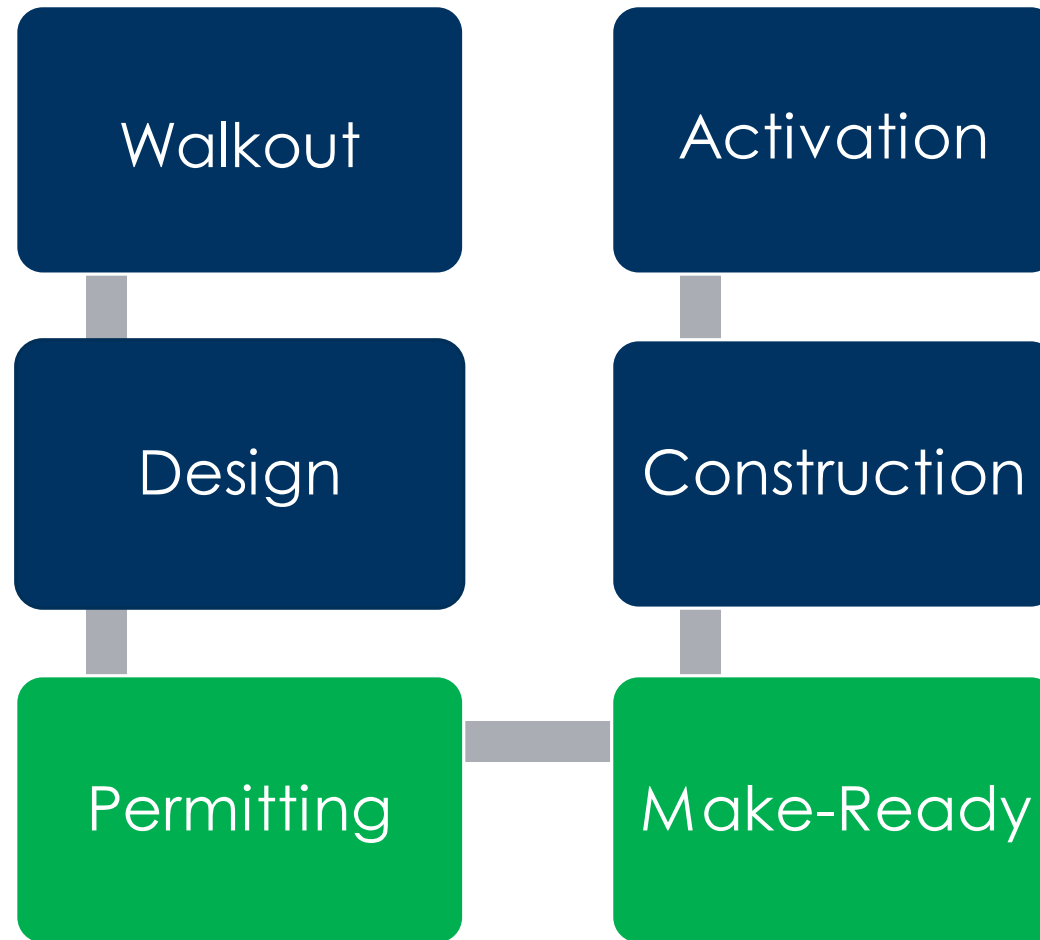 Walkout
Design
Permitting
Make-Ready
Construction
Activation